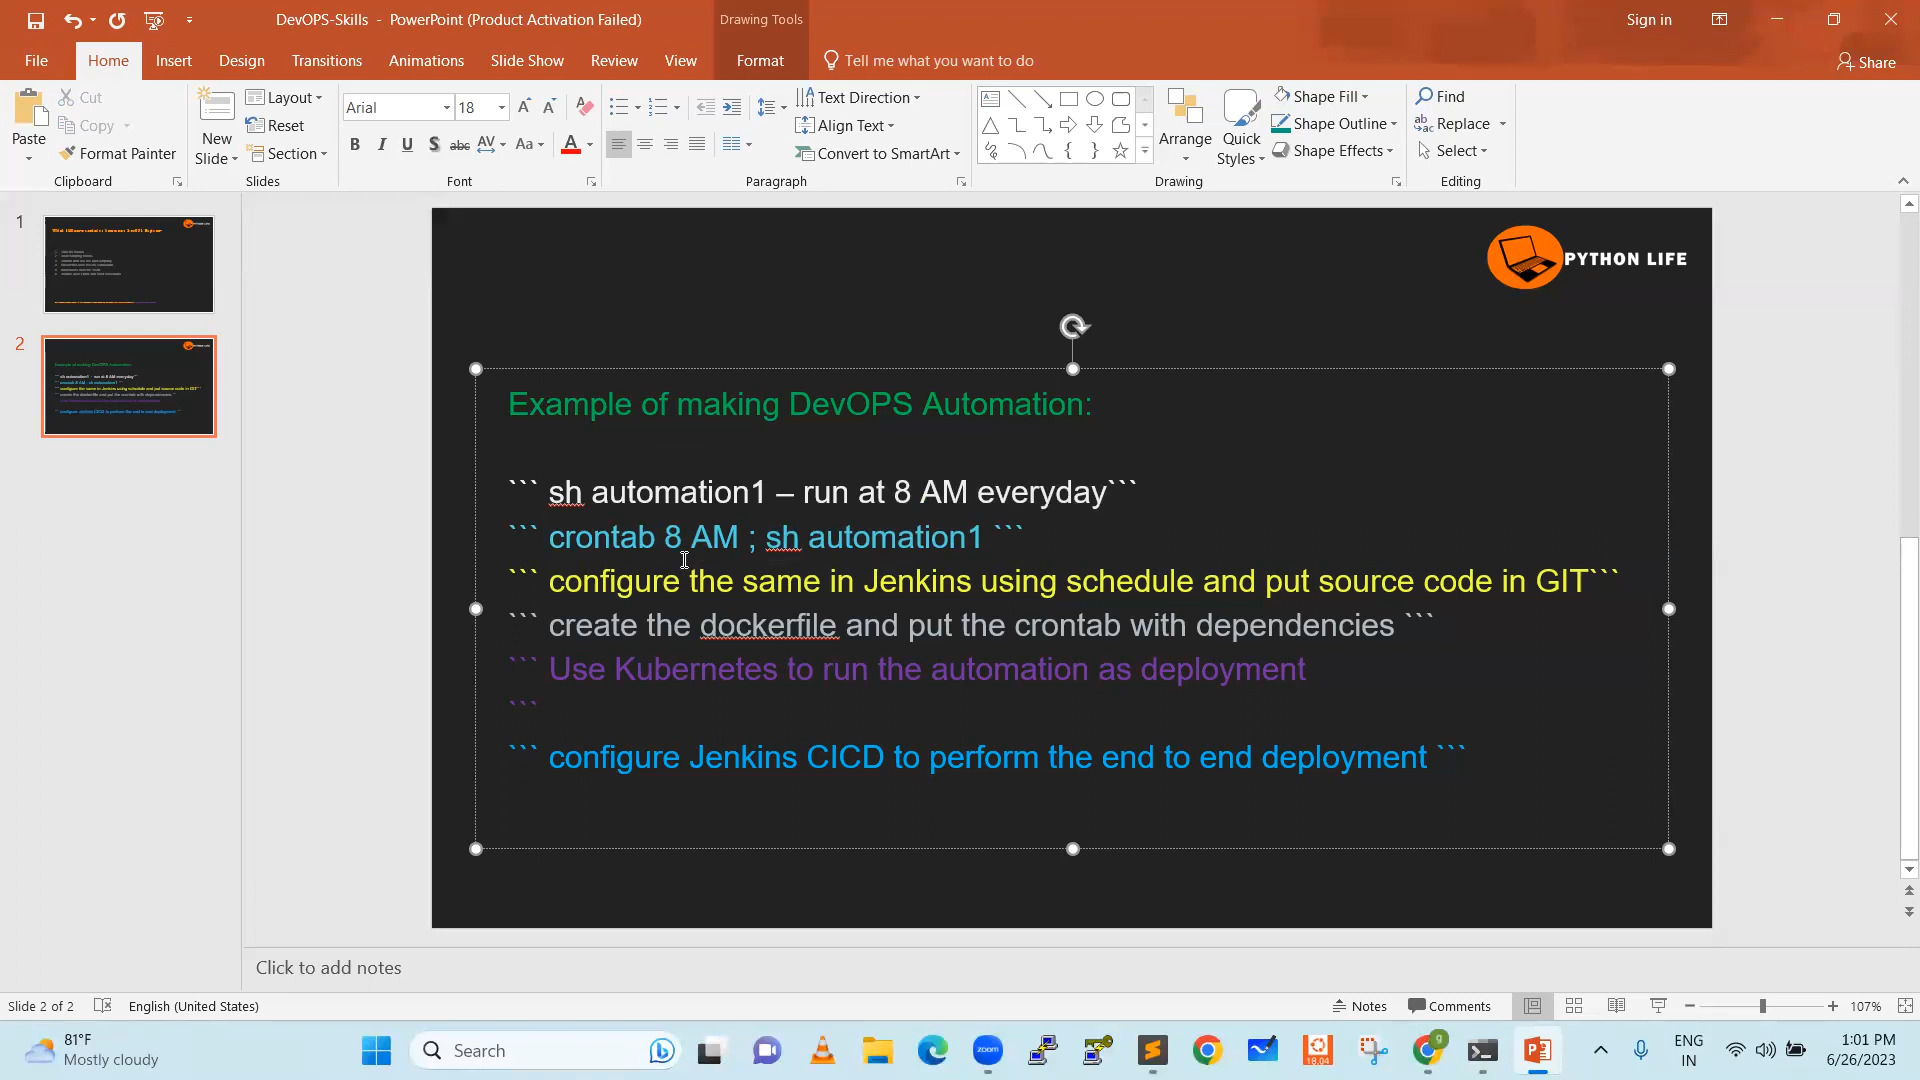 DevOPS-Skills - PowerPoint (Product Activation Failed)
Drawing Tools
Sign in
File
Home
Insert
Design
Transitions
Animations
Slide Show
Review
View
Format
Tell me what you want to do
Share
Paste
Cut
Copy
Format Painter
Clipboard
New Slide
Layout
Reset
Section
Slides
Arial
18
Font
Text Direction
Align Text
Convert to SmartArt
Paragraph
Arrange
Quick Styles
Shape Fill
Shape Outline
Shape Effects
Drawing
Find
Replace
Select
Editing
1
2
PYTHON LIFE
Example of making DevOPS Automation:
``` sh automation1 – run at 8 AM everyday```
``` crontab 8 AM ; sh automation1 ```
``` configure the same in Jenkins using schedule and put source code in GIT```
``` create the dockerfile and put the crontab with dependencies ```
``` Use Kubernetes to run the automation as deployment
```
``` configure Jenkins CICD to perform the end to end deployment ```
Click to add notes
Slide 2 of 2
English (United States)
Notes
Comments
107%
81°F
Mostly cloudy
Search
zoom
18.04
ENG
IN
1:01 PM
6/26/2023